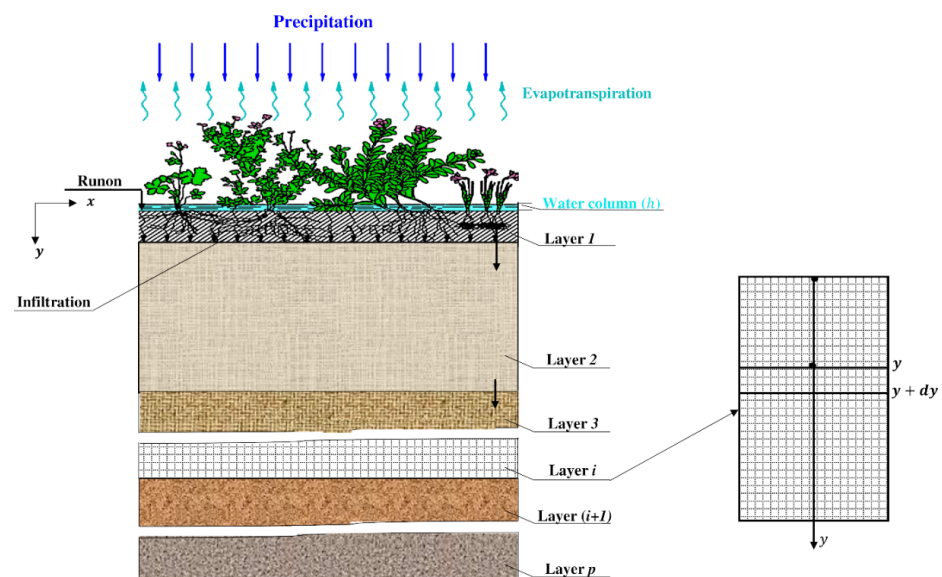 Precipitation
Evapotranspiration
Runon
x
Water column (h)
y
Layer 1
Infiltration
Layer 2
y
y + dy
Layer 3
Layer i
Layer (i+1)
y
Layer p